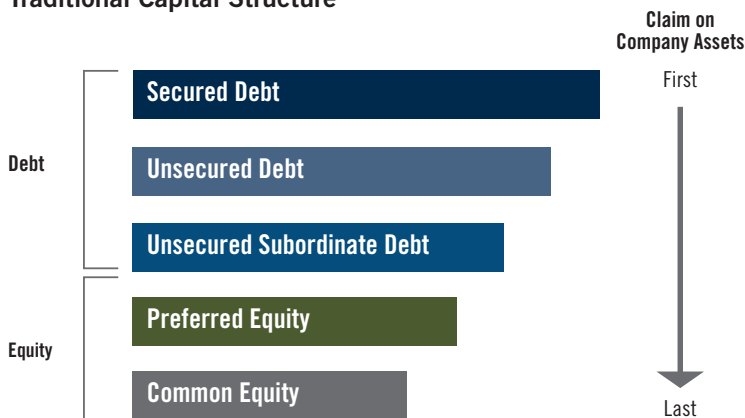 Traditional Capital Structure
Claim on
Company Assets
First
Secured Debt
Debt
Unsecured Debt
Unsecured Subordinate Debt
Preferred Equity
Equity
Common Equity
Last